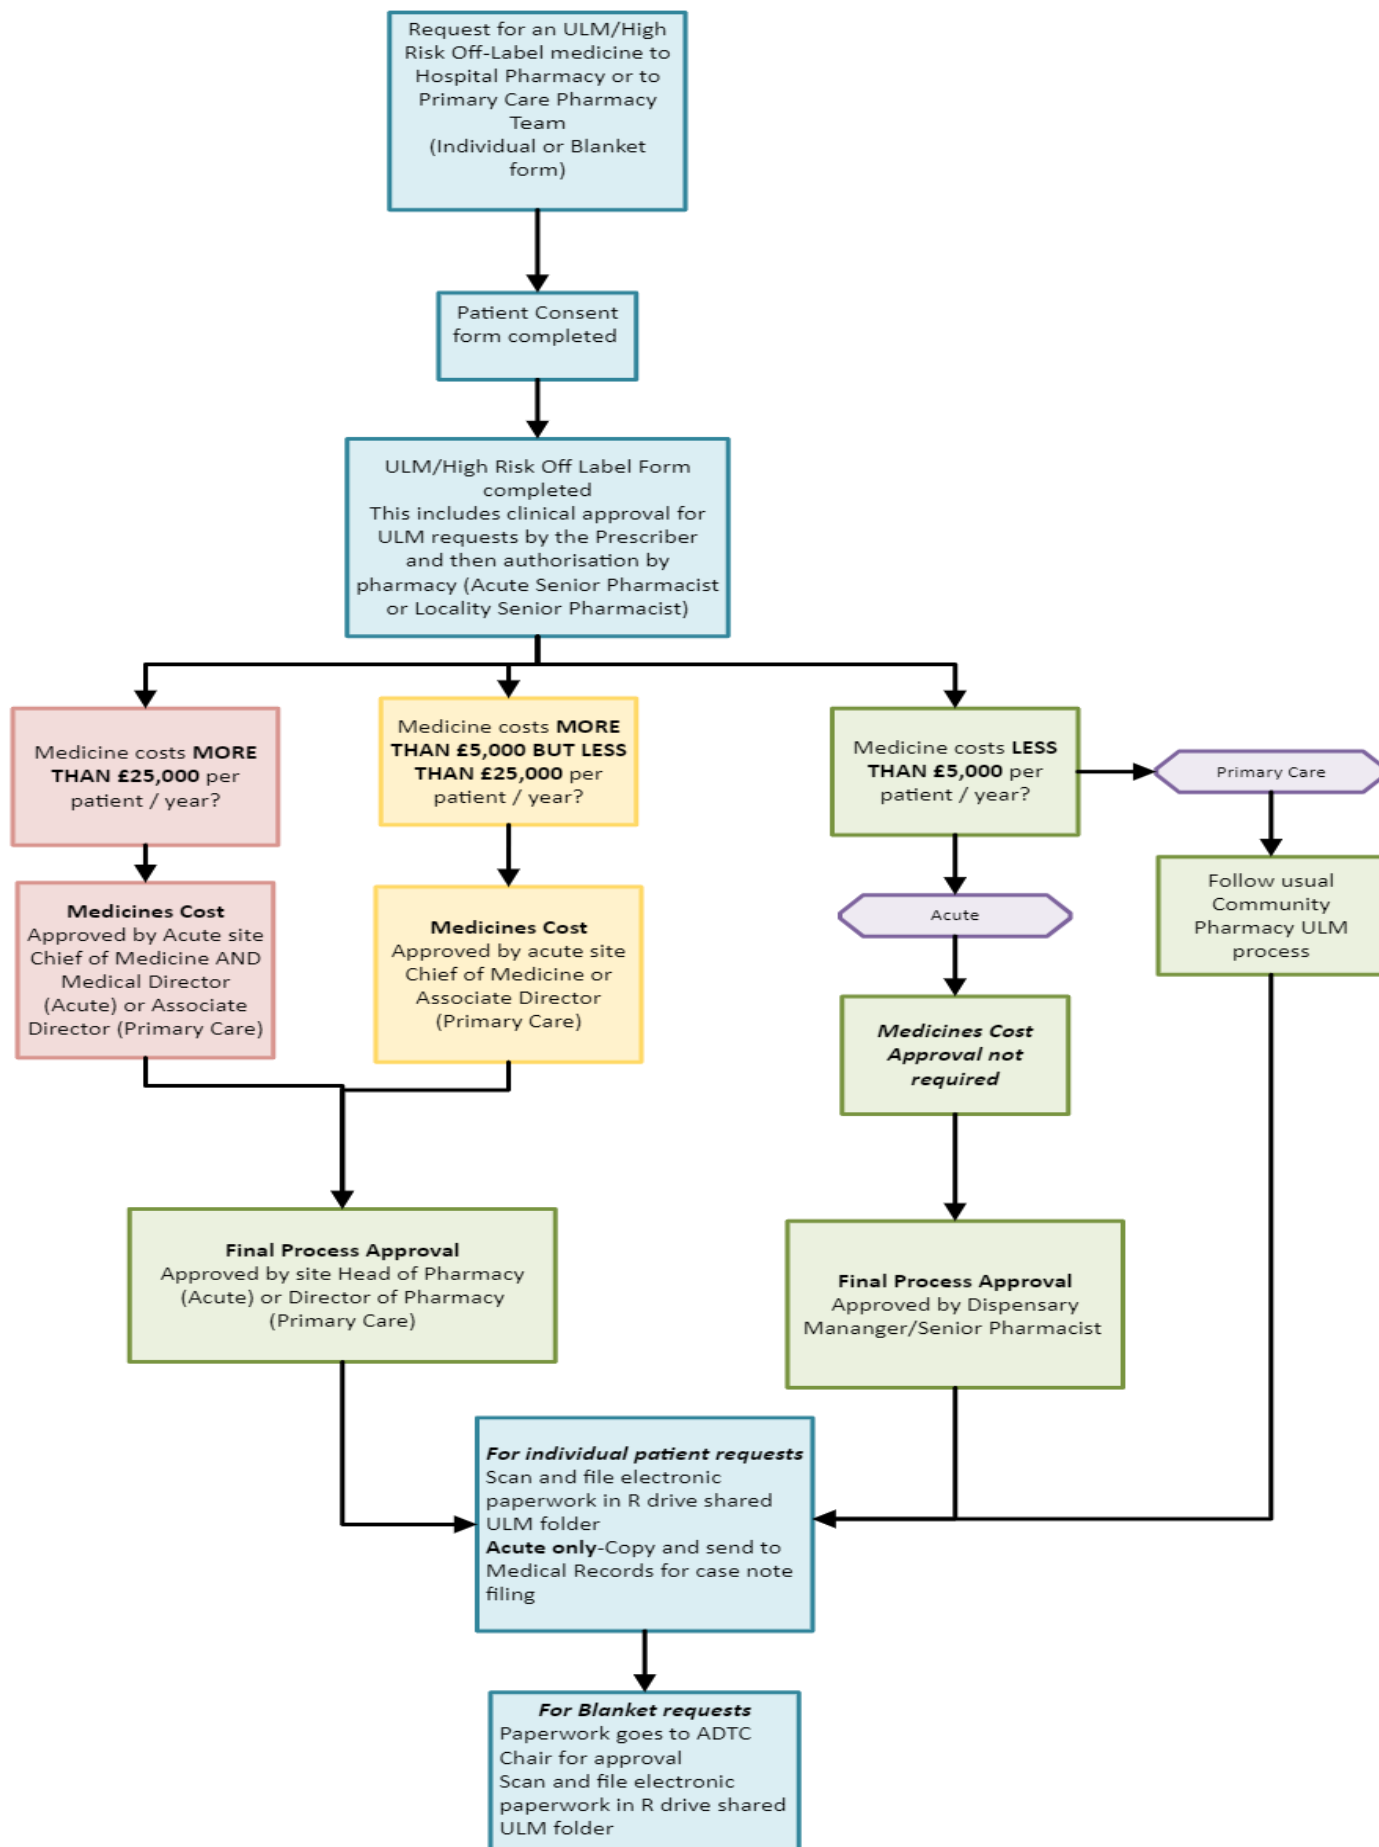 Request for an ULM/High
Risk Off-Label medicine to
Hospital Pharmacy or to
Primary Care Pharmacy
Team
(Individual or Blanket
form)
Patient Consent
form completed
ULM/High Risk Off Label Form
completed
This includes clinical approval for
ULM requests by the Prescriber
and then authorisation by
pharmacy (Acute Senior Pharmacist
or Locality Senior Pharmacist)
Medicine costs MORE
THAN £25,000 per
patient / year?
Medicine costs MORE
THAN £5,000 BUT LESS
THAN £25,000 per
patient / year?
Medicine costs LESS
THAN £5,000 per
patient / year?
Primary Care
Medicines Cost
Approved by Acute site
Chief of Medicine AND
Medical Director
(Acute) or Associate
Director (Primary Care)
Medicines Cost
Approved by acute site
Chief of Medicine or
Associate Director
(Primary Care)
Acute
Follow usual
Community
Pharmacy ULM
process
Medicines Cost
Approval not
required
Final Process Approval
Approved by site Head of Pharmacy
(Acute) or Director of Pharmacy
(Primary Care)
Final Process Approval
Approved by Dispensary
Mananger/Senior Pharmacist
For individual patient requests
Scan and file electronic
paperwork in R drive shared
ULM folder
Acute only-Copy and send to
Medical Records for case note
filing
For Blanket requests
Paperwork goes to ADTC
Chair for approval
Scan and file electronic
paperwork in R drive shared
ULM folder